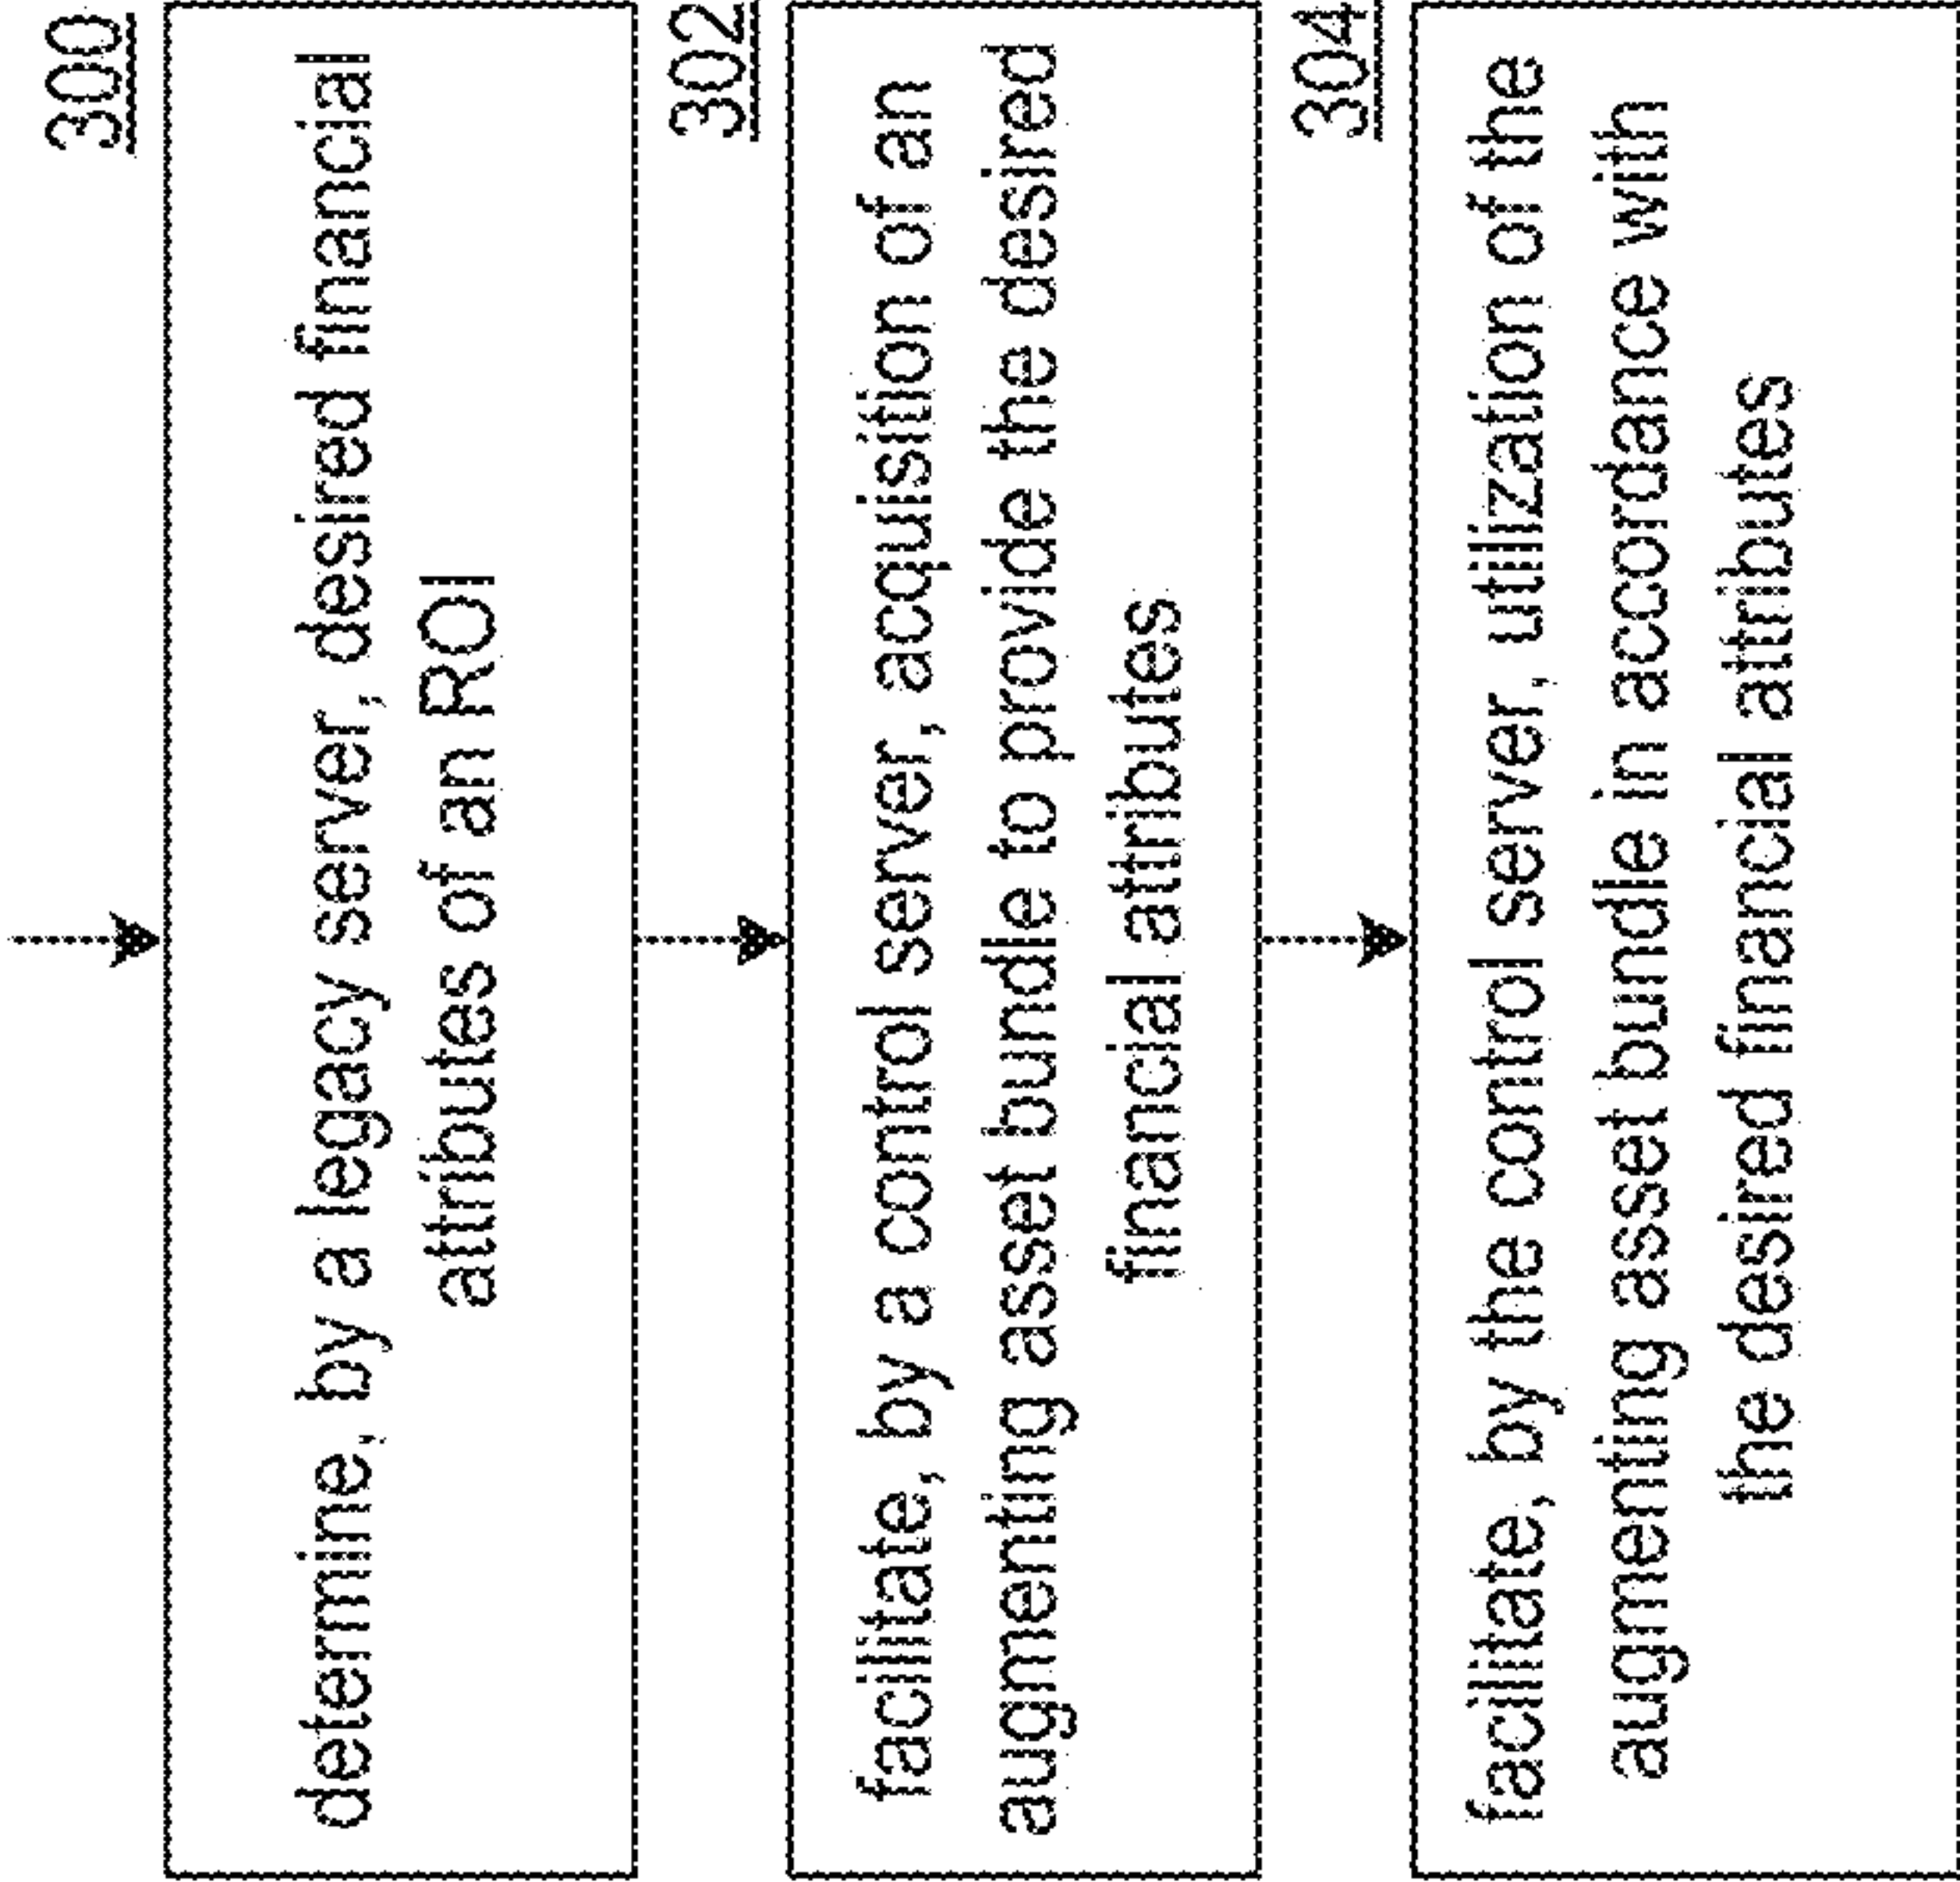 300
determine, by a legacy server, desired financial
attributes of an ROI
302
facilitate, by a control server, acquisition of an
augmenting asset bundle to provide the desired
financial attributes
304
facilitate, by the control server, utilization of the
augmenting asset bundle in accordance with
the desired financial attributes